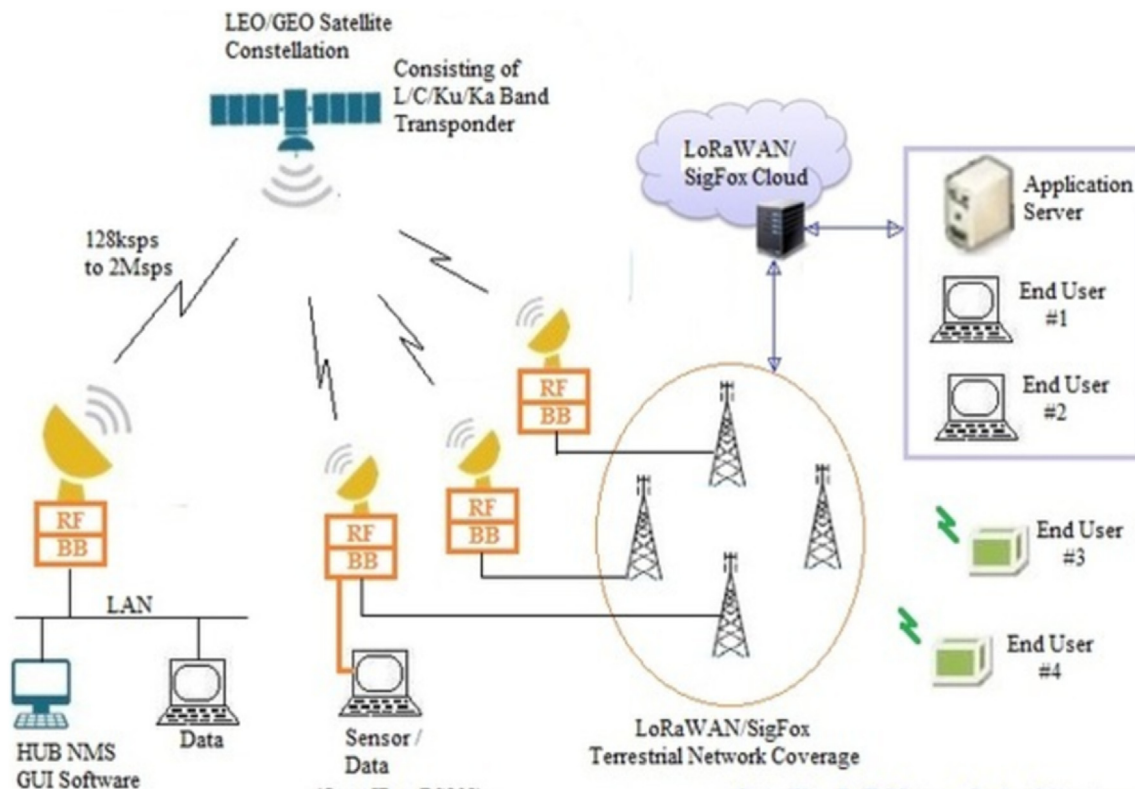 LEO/GEO Satellite
Constellation
Consisting of
L/C/Ku/Ka Band
Transponder
128ksps
to 2Msps
LoRaWAN/
SigFox Cloud
Application
Server
End User
#1
End User
#2
End User
#3
End User
#4
RF
BB
RF
BB
RF
BB
RF
BB
LAN
HUB NMS
GUI Software
Data
Sensor /
Data
LoRaWAN/SigFox
Terrestrial Network Coverage